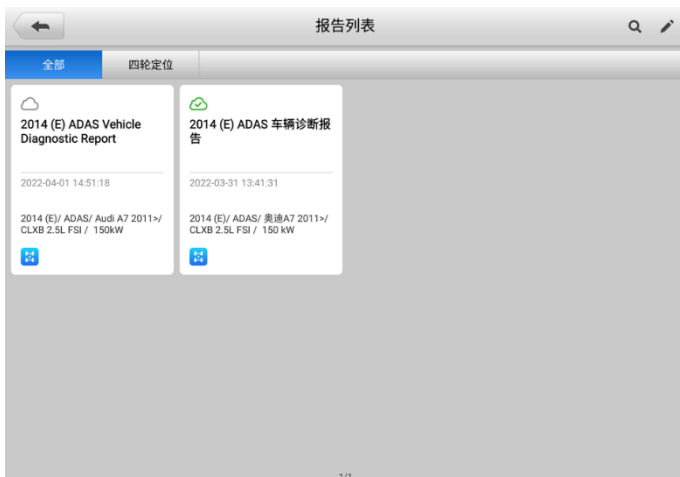 报告列表
全部
四轮定位
2014 (E) ADAS Vehicle
Diagnostic Report
2022-04-01 14:51:18
2014 (E)/ ADAS/ Audi A7 2011>/
CLXB 2.5L FSI / 150kW
2014 (E) ADAS 车辆诊断报
告
2022-03-31 13:41:31
2014 (E)/ ADAS/ 奥迪A7 2011>/
CLXB 2.5L FSI / 150 kW
1/1